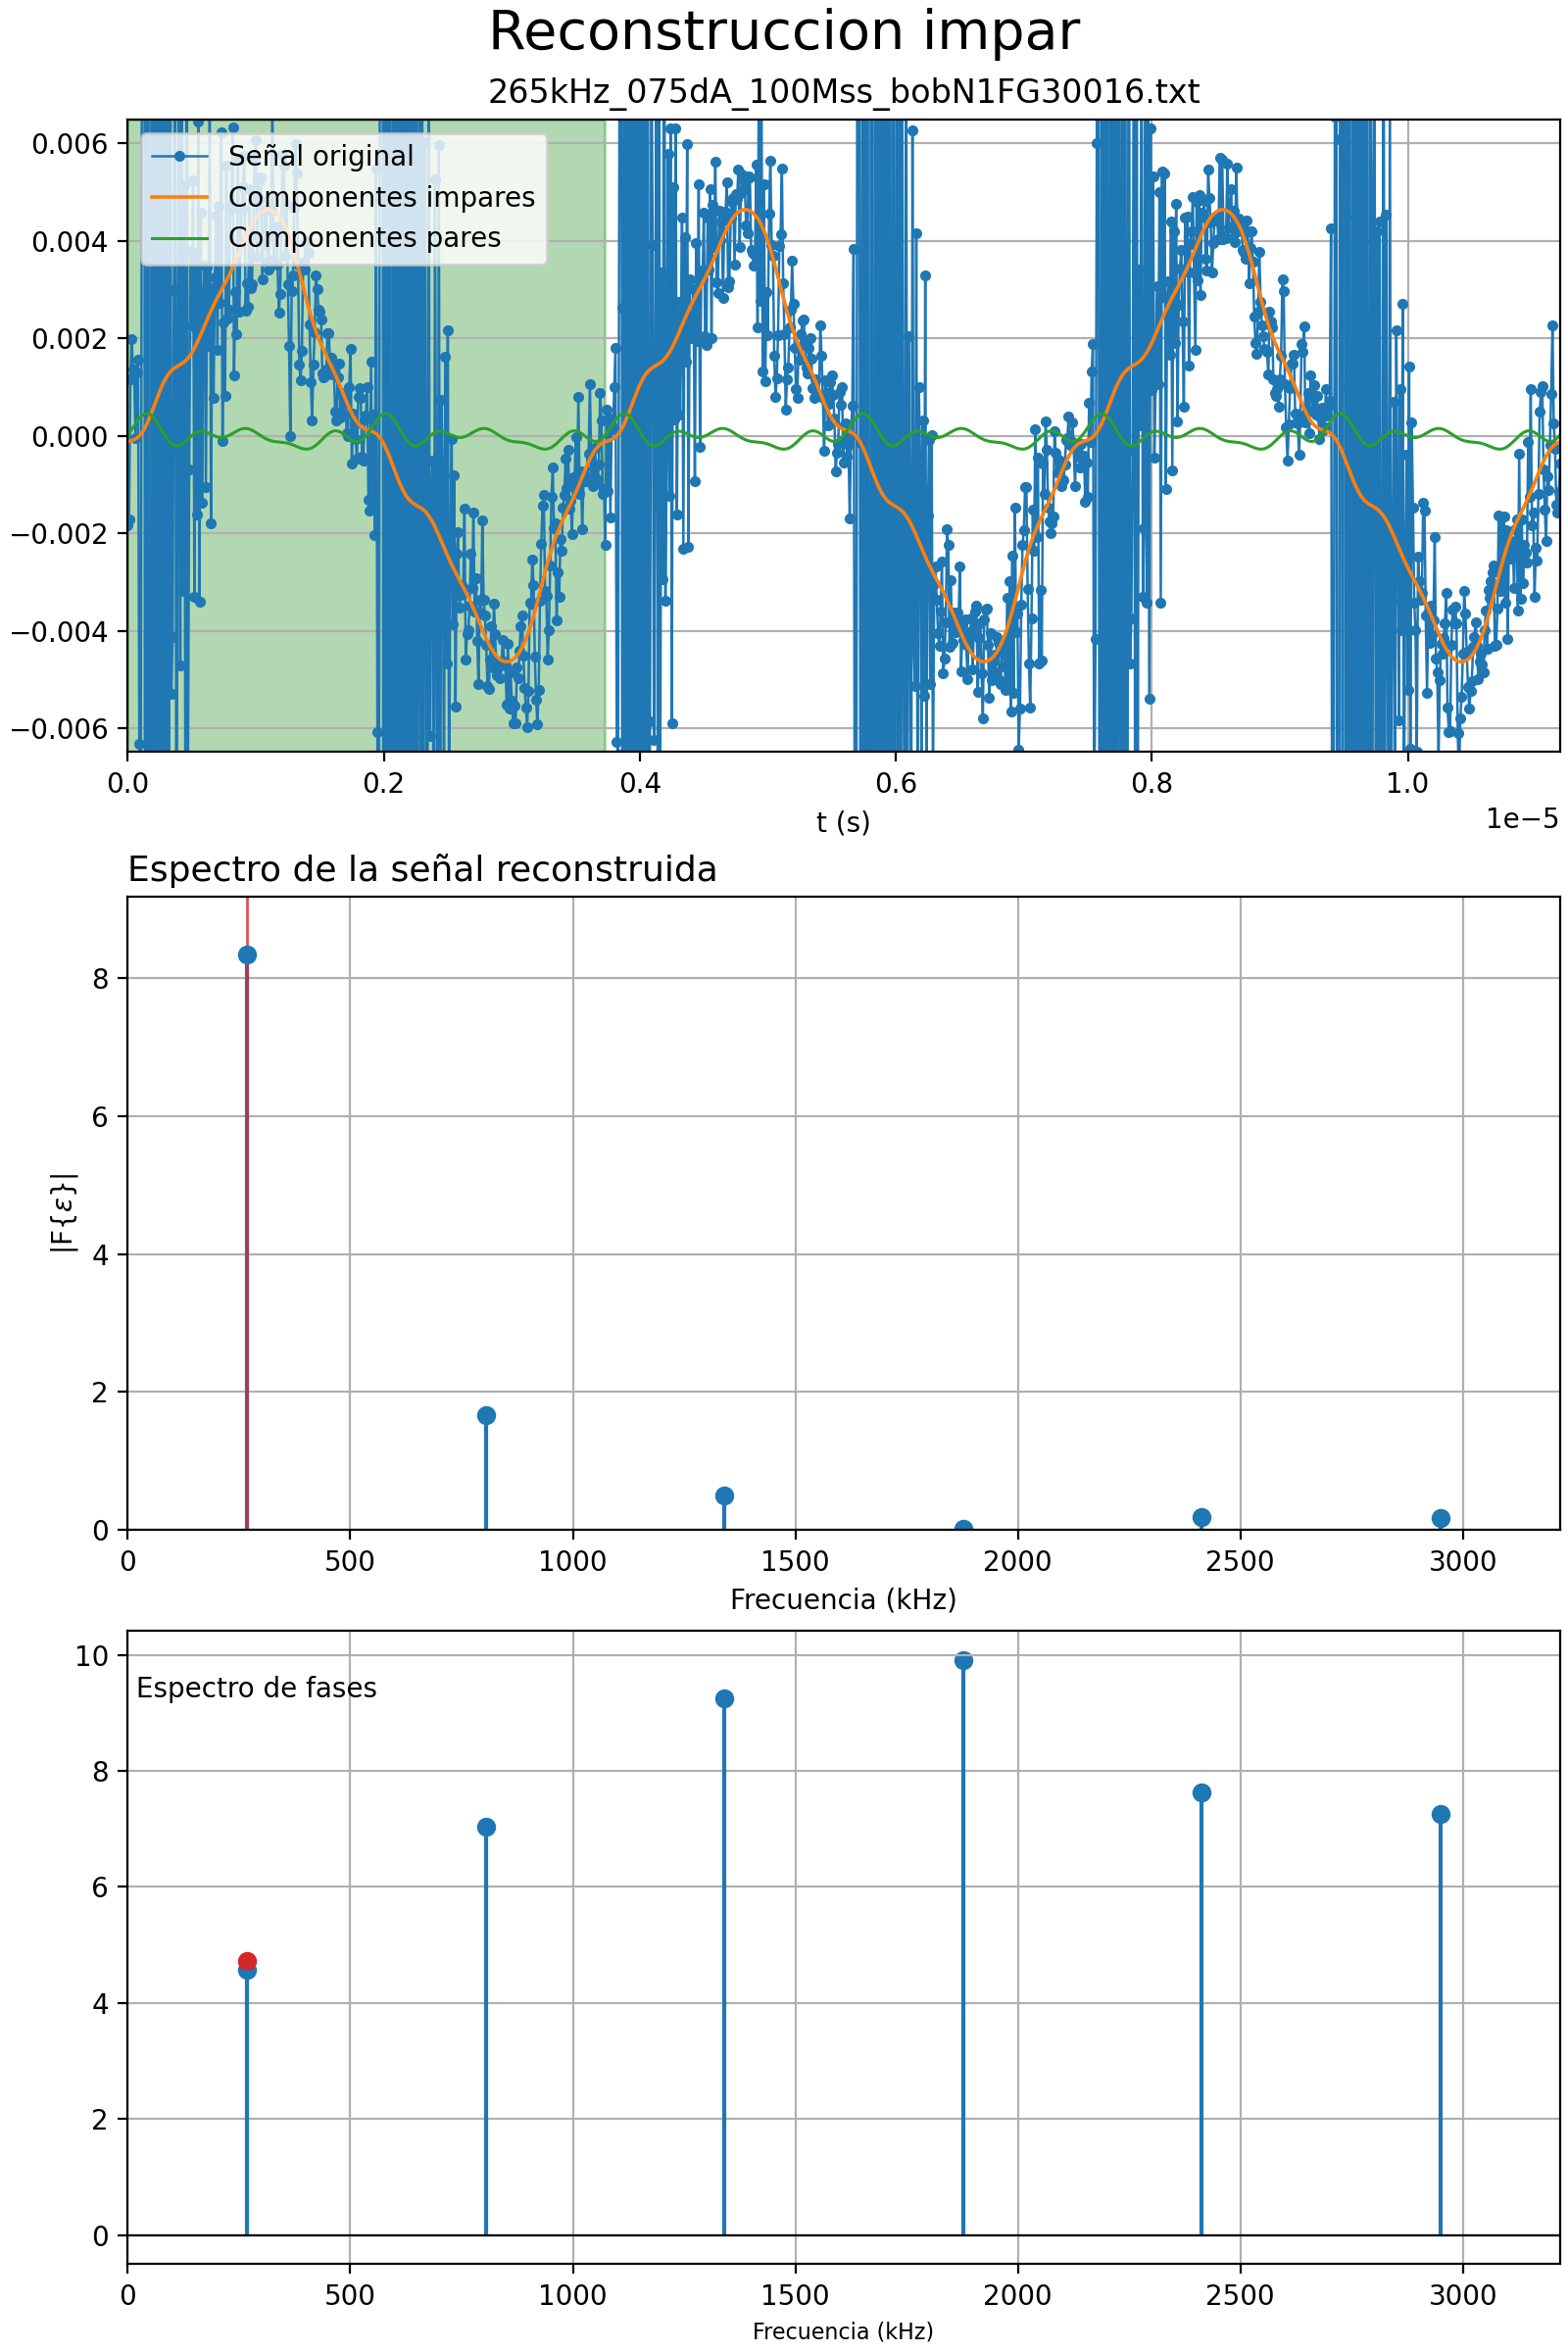 Reconstruccion impar
265kHz_075dA_100Mss_bobN1FG30016.txt
Señal original
Componentes impares
Componentes pares
0.006
0.004
0.002
0.000
−0.002
−0.004
−0.006
0.0 0.2 0.4 0.6 0.8 1.0
t (s)
1e−5
Espectro de la señal reconstruida
|F{ε}|
8
6
4
2
0
0 500 1000 1500 2000 2500 3000
Frecuencia (kHz)
Espectro de fases
10
8
6
4
2
0
0 500 1000 1500 2000 2500 3000
Frecuencia (kHz)